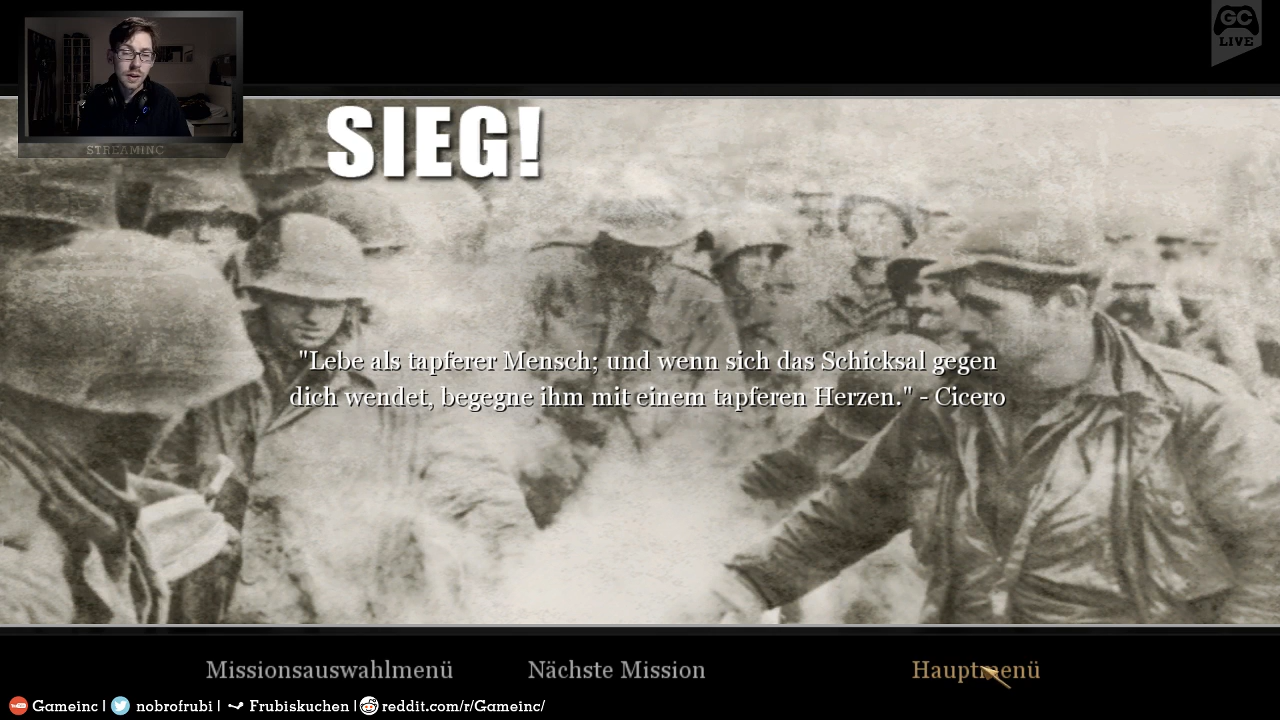 GC
LIVE
STREAMINC
SIEG!
"Lebe als tapferer Mensch; und wenn sich das Schicksal gegen
dich wendet, begegne ihm mit einem tapferen Herzen." - Cicero
Missionsauswahlmenü Nächste Mission Hauptmenü
Gameinc | nobrofrubi | Frubiskuchen | reddit.com/r/Gameinc/